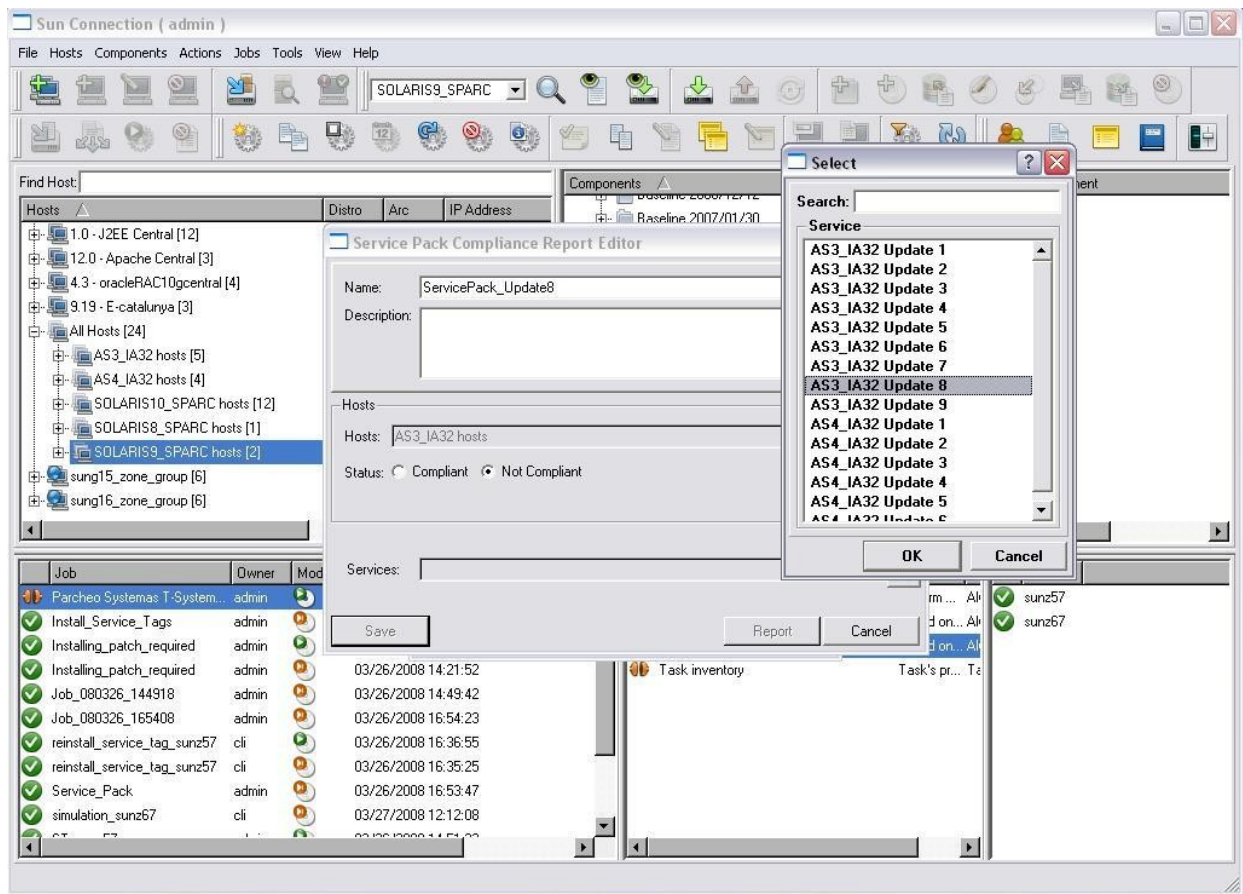 Sun Connection ( admin )
File Hosts Components Actions Jobs Tools View Help
SOLARIS9_SPARC
Find Host:
Hosts Distro Arc IP Address
1.0 - J2EE Central [12]
12.0 - Apache Central [3]
4.3 - oracleRAC10gcentral [4]
9.19 - E-catalunya [3]
All Hosts [24]
AS3_IA32 hosts [5]
AS4_IA32 hosts [4]
SOLARIS10_SPARC hosts [12]
SOLARIS8_SPARC hosts [1]
SOLARIS9_SPARC hosts [2]
sung15_zone_group [6]
sung16_zone_group [6]
Components
Baseline 2007/01/30
Service Pack Compliance Report Editor
Name: ServicePack_Update8
Description:
Hosts
Hosts: AS3_IA32 hosts
Status: Compliant Not Compliant
Services:
Save Report Cancel
Select
Search:
Service
AS3_IA32 Update 1
AS3_IA32 Update 2
AS3_IA32 Update 3
AS3_IA32 Update 4
AS3_IA32 Update 5
AS3_IA32 Update 6
AS3_IA32 Update 7
AS3_IA32 Update 8
AS3_IA32 Update 9
AS4_IA32 Update 1
AS4_IA32 Update 2
AS4_IA32 Update 3
AS4_IA32 Update 4
AS4_IA32 Update 5
OK Cancel
Job Owner Mod
Parcheo Systemas T-System... admin
Install_Service_Tags admin
Installing_patch_required admin
Installing_patch_required admin 03/26/2008 14:21:52
Job_080326_144918 admin 03/26/2008 14:49:42
Job_080326_165408 admin 03/26/2008 16:54:23
reinstall_service_tag_sunz57 cli 03/26/2008 16:36:55
reinstall_service_tag_sunz57 cli 03/26/2008 16:35:25
Service_Pack admin 03/26/2008 16:53:47
simulation_sunz67 cli 03/27/2008 12:12:08
Task inventory Task's pr...
sunz57
sunz67